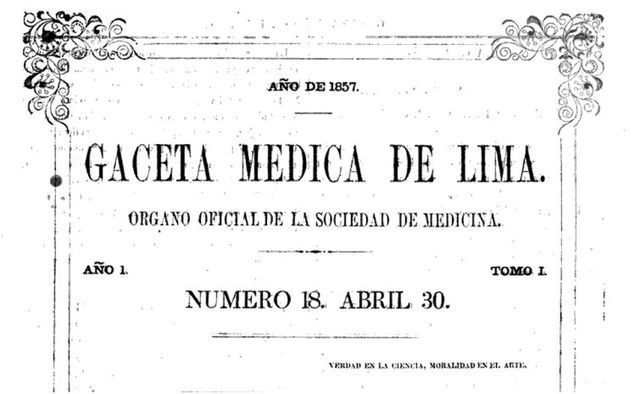 AÑO DE 1857.
GACETA MEDICA DE LIMA.
ORGANO OFICIAL DE LA SOCIEDAD DE MEDICINA.
AÑO 1. TOMO I.
NUMERO 18. ABRIL 30.
VERDAD EN LA CIENCIA, MORALIDAD EN EL ARTE.